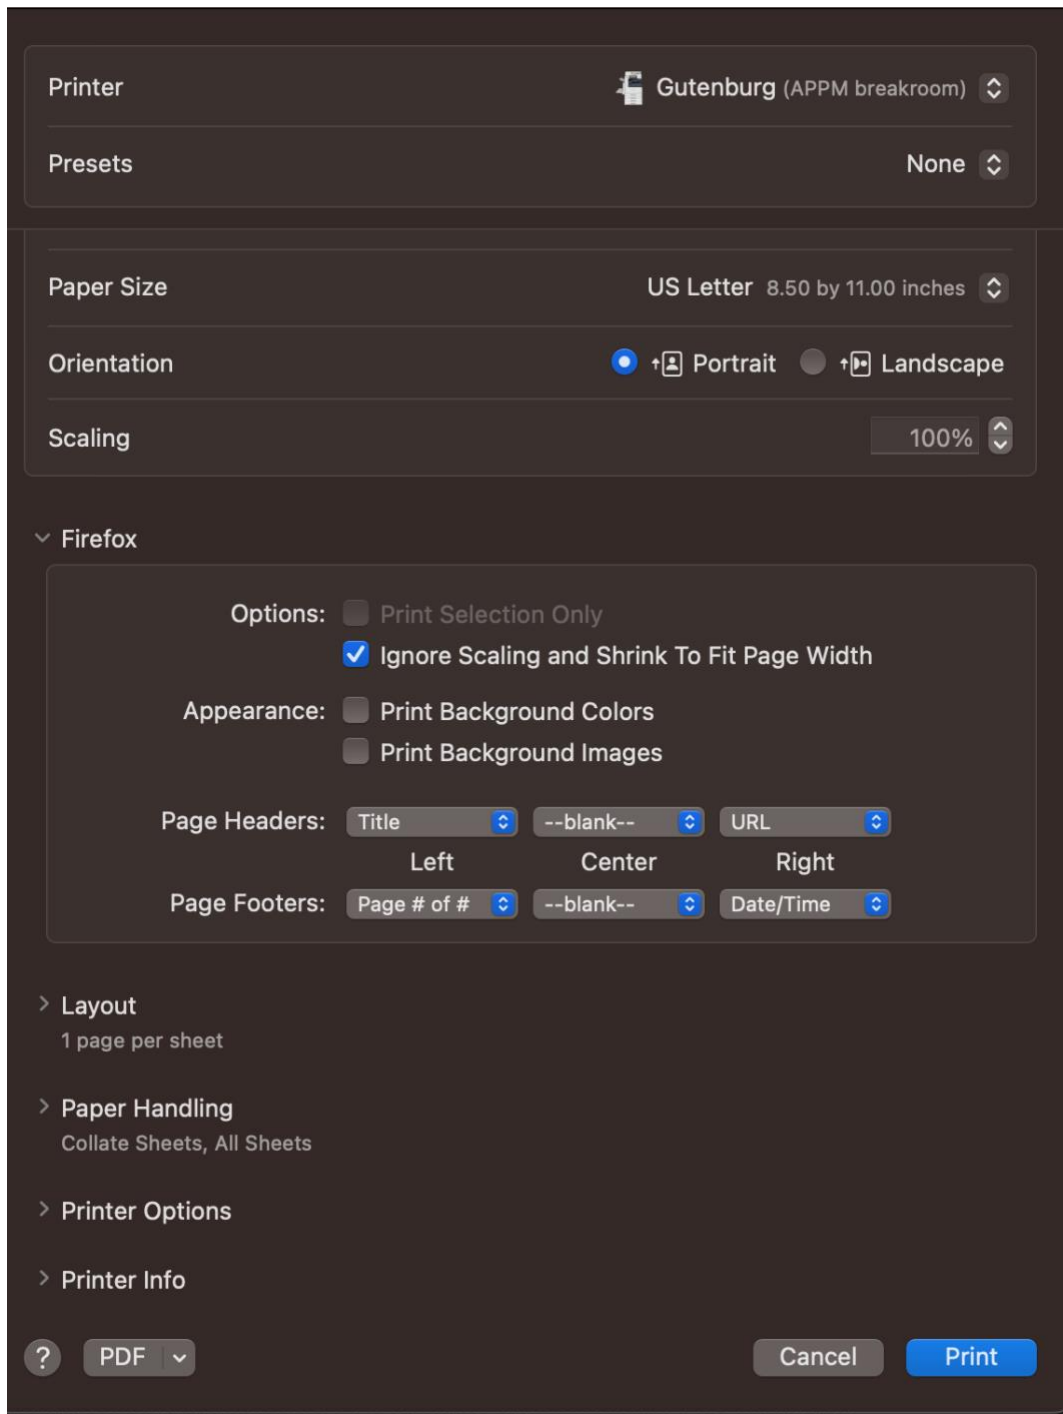 Printer Gutenburg (APPM breakroom)
Presets None
Paper Size US Letter 8.50 by 11.00 inches
Orientation Portrait Landscape
Scaling 100%
Firefox
Options: Print Selection Only
Ignore Scaling and Shrink To Fit Page Width
Appearance: Print Background Colors
Print Background Images
Page Headers: Title --blank-- URL
Left Center Right
Page Footers: Page # of # --blank-- Date/Time
Layout
1 page per sheet
Paper Handling
Collate Sheets, All Sheets
Printer Options
Printer Info
? PDF Cancel Print